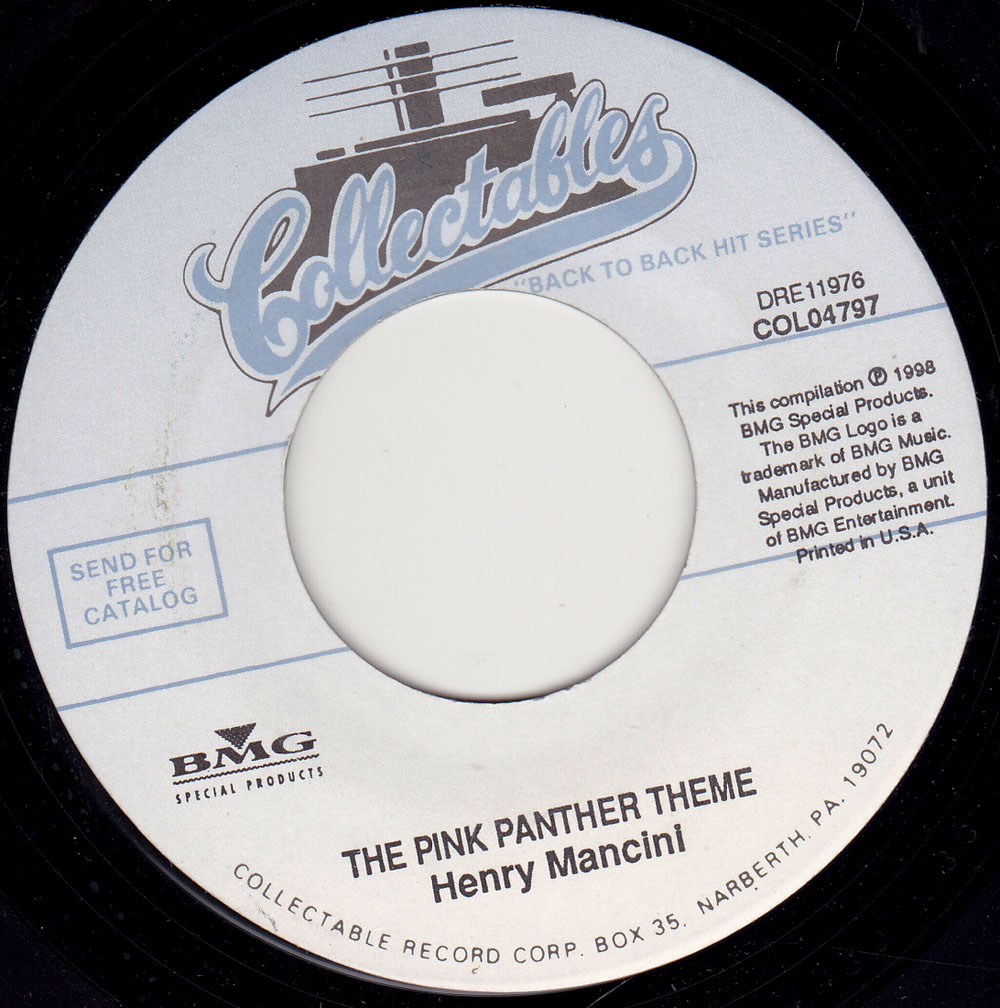 Collectables
"BACK TO BACK HIT SERIES"
DRE11976
COL04797
This compilation ℗ 1998
BMG Special Products.
The BMG Logo is a
trademark of BMG Music.
Manufactured by BMG
Special Products, a unit
of BMG Entertainment.
Printed in U.S.A.
SEND FOR
FREE
CATALOG
BMG
SPECIAL PRODUCTS
THE PINK PANTHER THEME
Henry Mancini
COLLECTABLE RECORD CORP. BOX 35. NARBERTH. PA. 19072